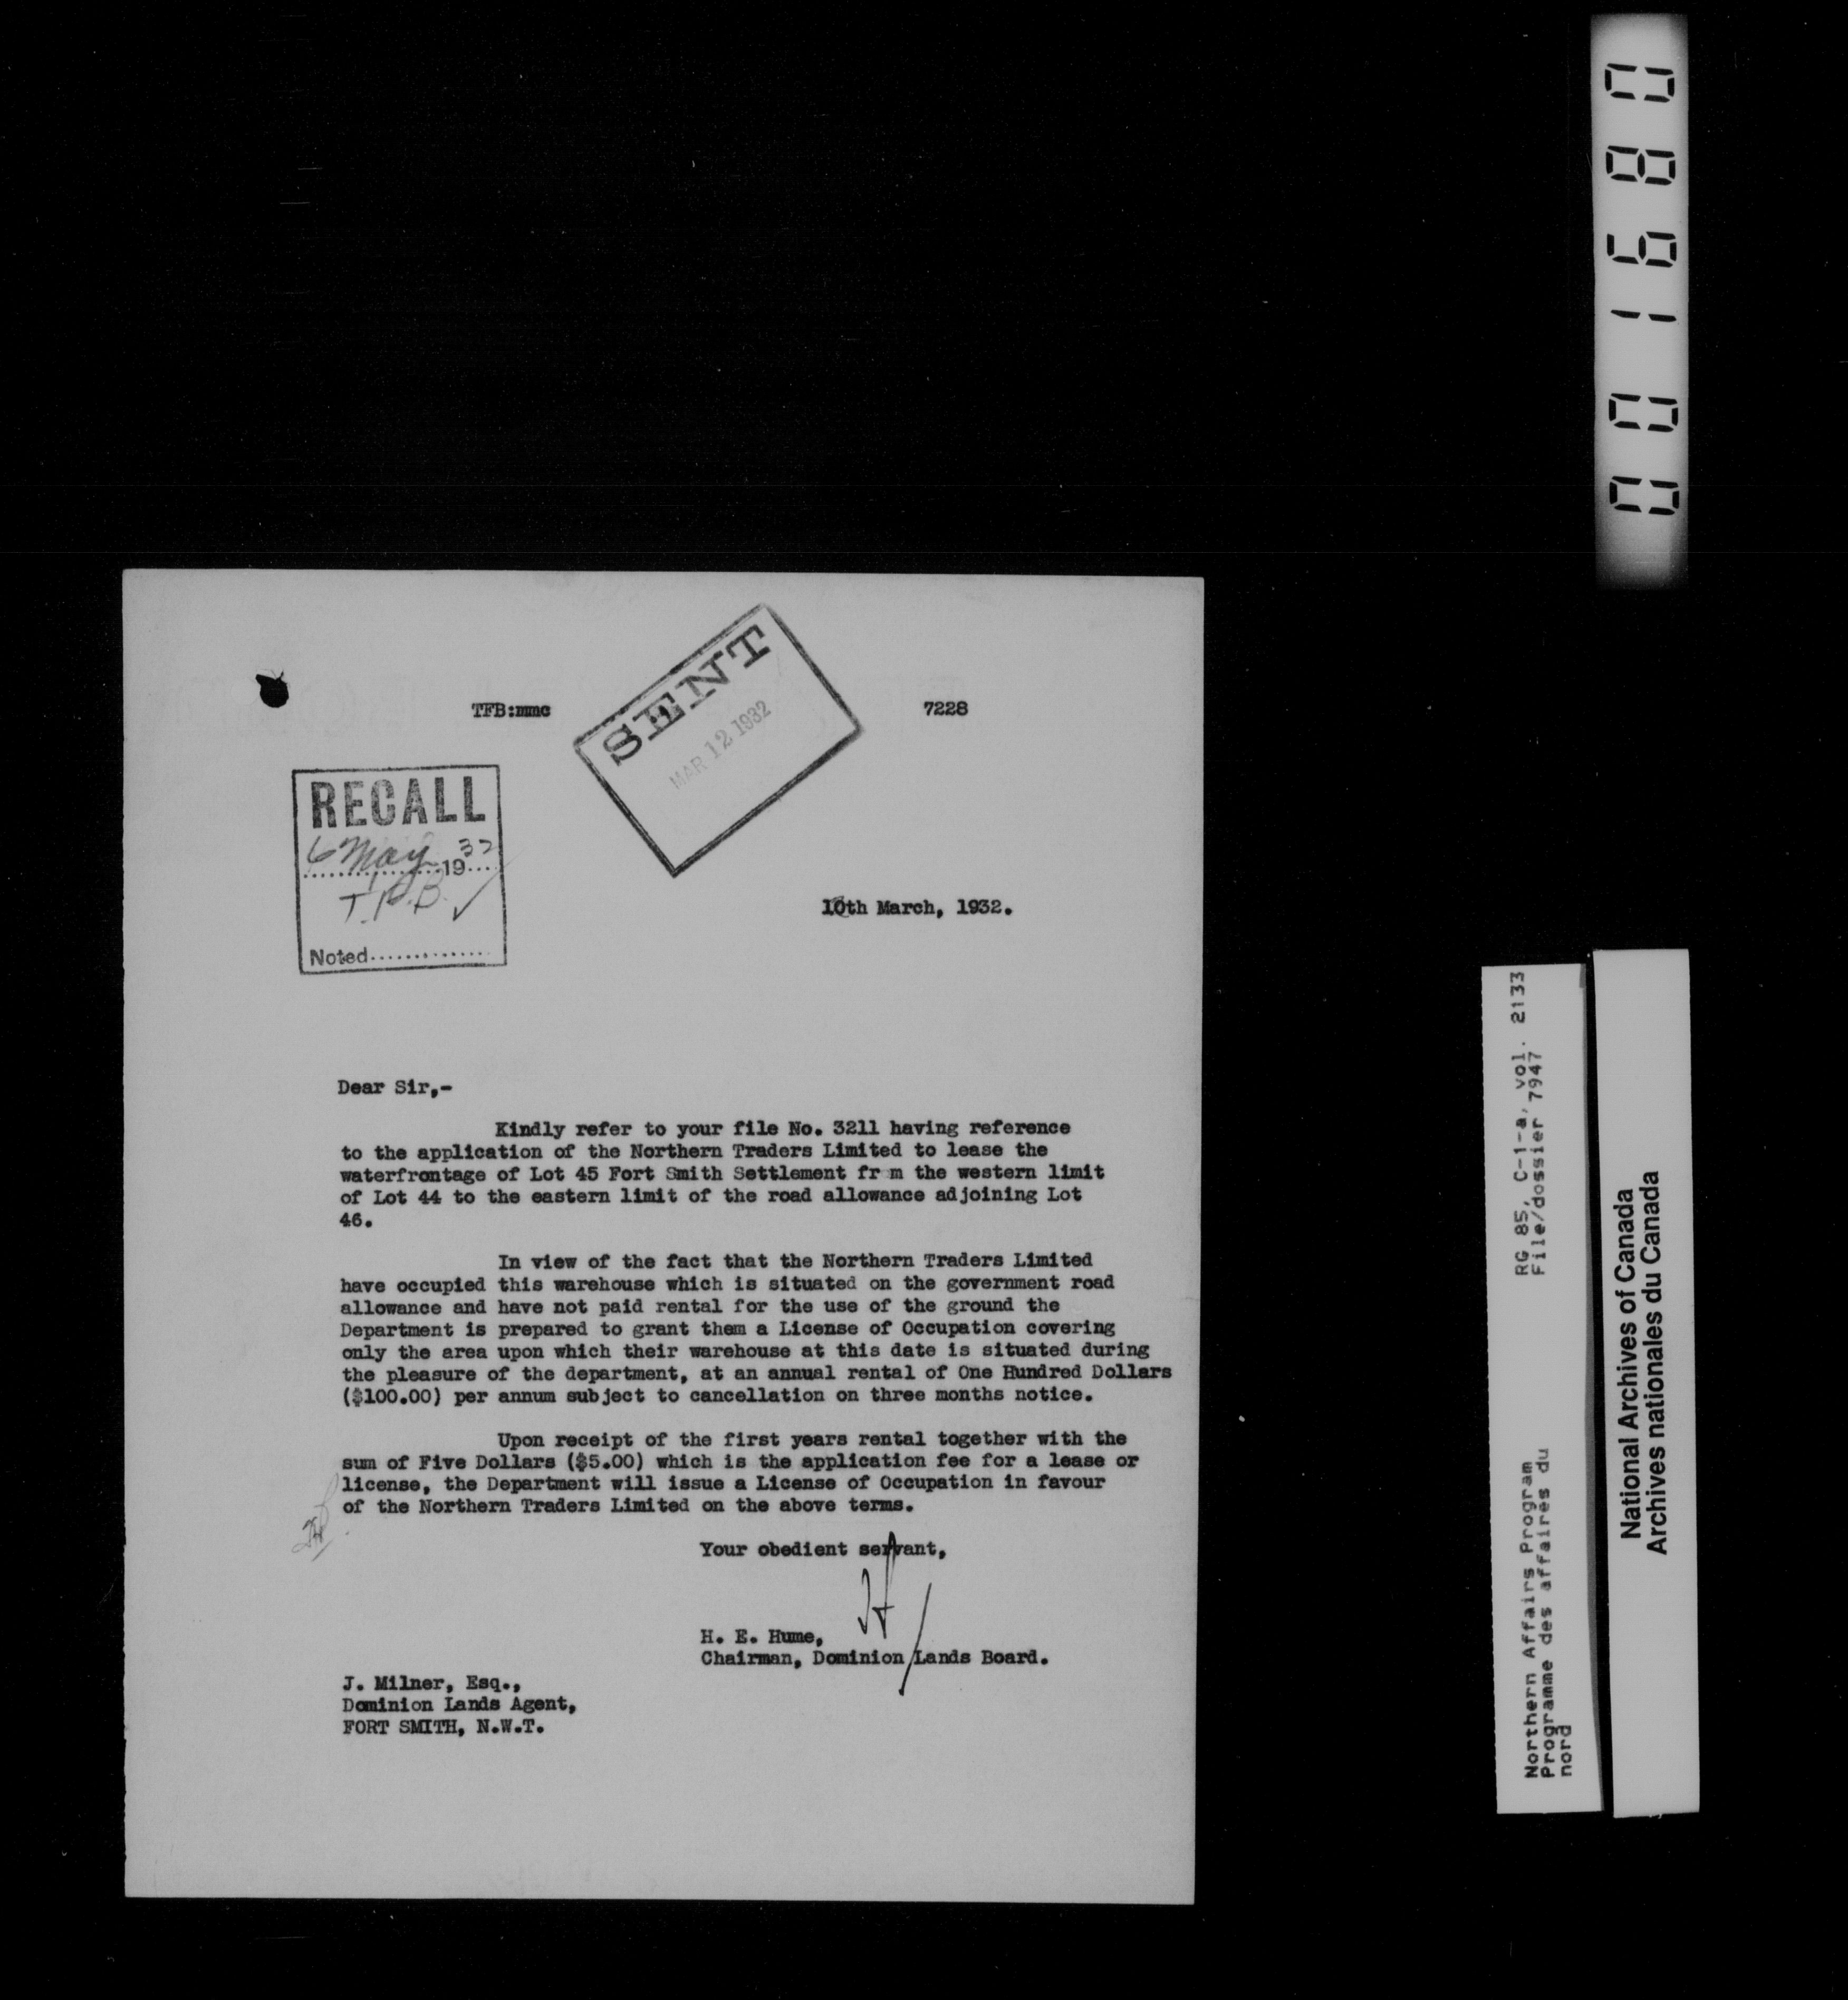 001680
TFB:mmc
SENT
MAR 12 1932
7228
RECALL
6 May 1932
T.F.B.
Noted
10th March, 1932.
Dear Sir,-
Kindly refer to your file No. 3211 having reference
to the application of the Northern Traders Limited to lease the
waterfrontage of Lot 45 Fort Smith Settlement fr m the western limit
of Lot 44 to the eastern limit of the road allowance adjoining Lot
46.
In view of the fact that the Northern Traders Limited
have occupied this warehouse which is situated on the government road
allowance and have not paid rental for the use of the ground the
Department is prepared to grant them a License of Occupation covering
only the area upon which their warehouse at this date is situated during
the pleasure of the department, at an annual rental of One Hundred Dollars
($100.00) per annum subject to cancellation on three months notice.
Upon receipt of the first years rental together with the
sum of Five Dollars ($5.00) which is the application fee for a lease or
license, the Department will issue a License of Occupation in favour
of the Northern Traders Limited on the above terms.
Your obedient servant,
H. E. Hume,
Chairman, Dominion Lands Board.
J. Milner, Esq.,
Dominion Lands Agent,
FORT SMITH, N.W.T.
Northern Affairs Program
Programme des affaires du
nord
RG 85, C-1-a, vol. 2133
File/dossier 7947
National Archives of Canada
Archives nationales du Canada